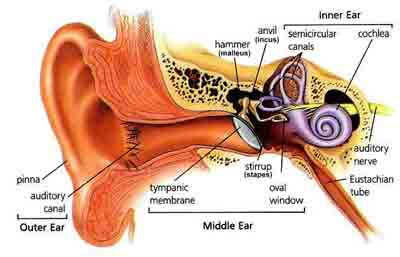 Inner Ear
hammer
(malleus)
anvil
(incus)
semicircular
canals
cochlea
pinna
auditory
canal
tympanic
membrane
stirrup
(stapes)
oval
window
auditory
nerve
Eustachian
tube
Outer Ear
Middle Ear